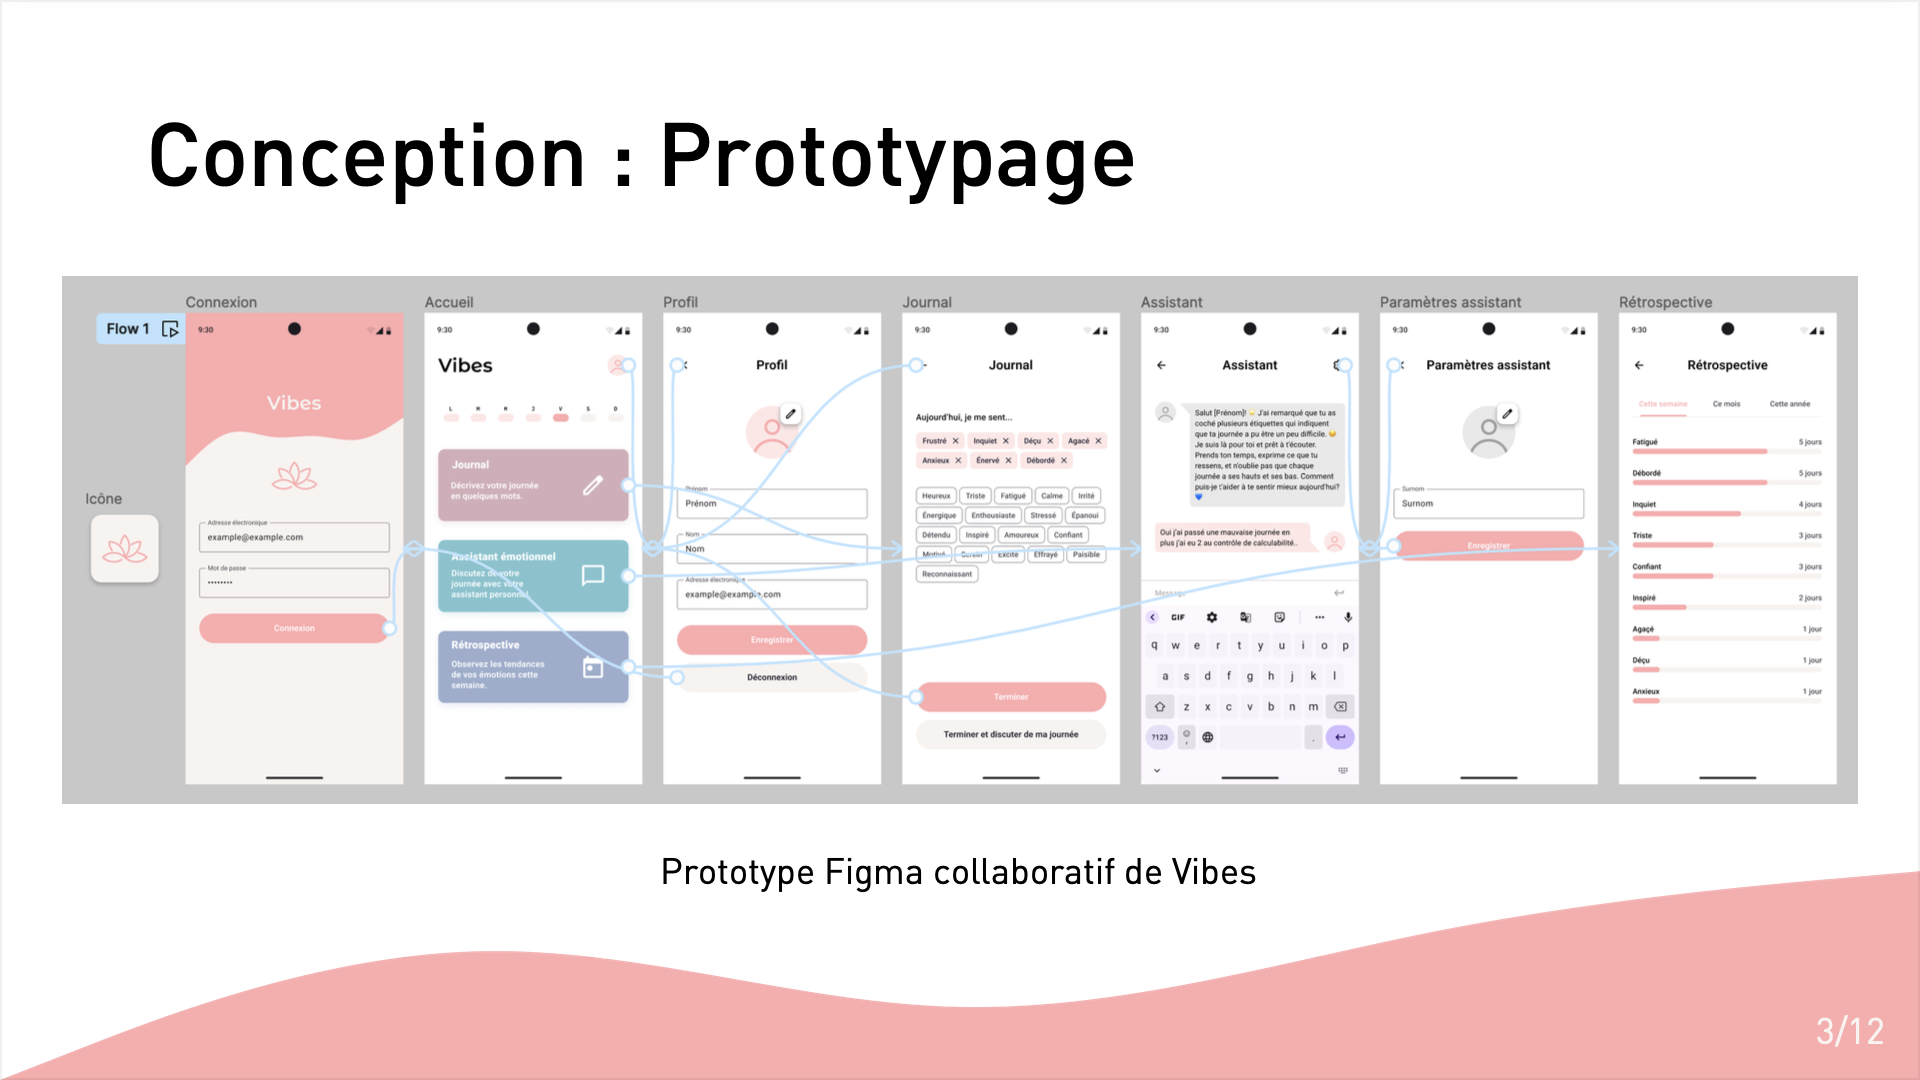 Conception : Prototypage
Flow 1
Icône
Connexion
9:30
Vibes
Adresse électronique
example@example.com
Mot de passe
••••••••
Connexion
Accueil
9:30
Vibes
L M M J V S D
Journal
Décrivez votre journée
en quelques mots.
Assistant émotionnel
Discutez de votre
journée avec votre
assistant personnel.
Rétrospective
Observez les tendances
de vos émotions cette
semaine.
Profil
9:30
Profil
Prénom
Prénom
Nom
Nom
Adresse électronique
example@example.com
Enregistrer
Déconnexion
Journal
9:30
Journal
Aujourd'hui, je me sent...
Frustré Inquiet Déçu Agacé
Anxieux Énervé Débordé
Heureux Triste Fatigué Calme Irrité
Énergique Enthousiaste Stressé Épanoui
Détendu Inspiré Amoureux Confiant
Motivé Excité Effrayé Paisible
Reconnaissant
Terminer
Terminer et discuter de ma journée
Assistant
9:30
Assistant
Salut [Prénom]! 😊 J'ai remarqué que tu as
coché plusieurs étiquettes qui indiquent
que ta journée a pu être un peu difficile. 😔
Je suis là pour toi et prêt à t'écouter.
Prends ton temps, exprime ce que tu
ressens, et n'oublie pas que chaque
journée a ses hauts et ses bas. Comment
puis-je t'aider à te sentir mieux aujourd'hui?
💙
Oui j'ai passé une mauvaise journée en
plus j'ai eu 2 au contrôle de calculabilité..
Message
GIF
q w e r t y u i o p
a s d f g h j k l
z x c v b n m
?123 , .
Paramètres assistant
9:30
Paramètres assistant
Surnom
Surnom
Enregistrer
Rétrospective
9:30
Rétrospective
Cette semaine Ce mois Cette année
Fatigué 5 jours
Débordé 5 jours
Inquiet 4 jours
Triste 3 jours
Confiant 3 jours
Inspiré 2 jours
Agaçé 1 jour
Déçu 1 jour
Anxieux 1 jour
Prototype Figma collaboratif de Vibes
3/12